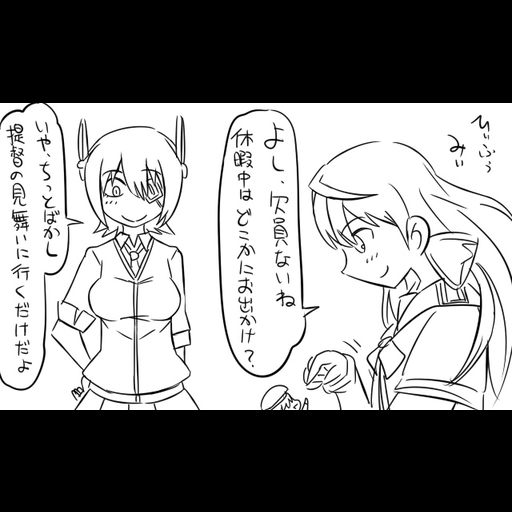 ひぃふぅ
みぃ
よし、欠員ないね
休暇中はどこかにお出かけ？
いや、ちっとばかし
提督の見舞いに行くだけだよ